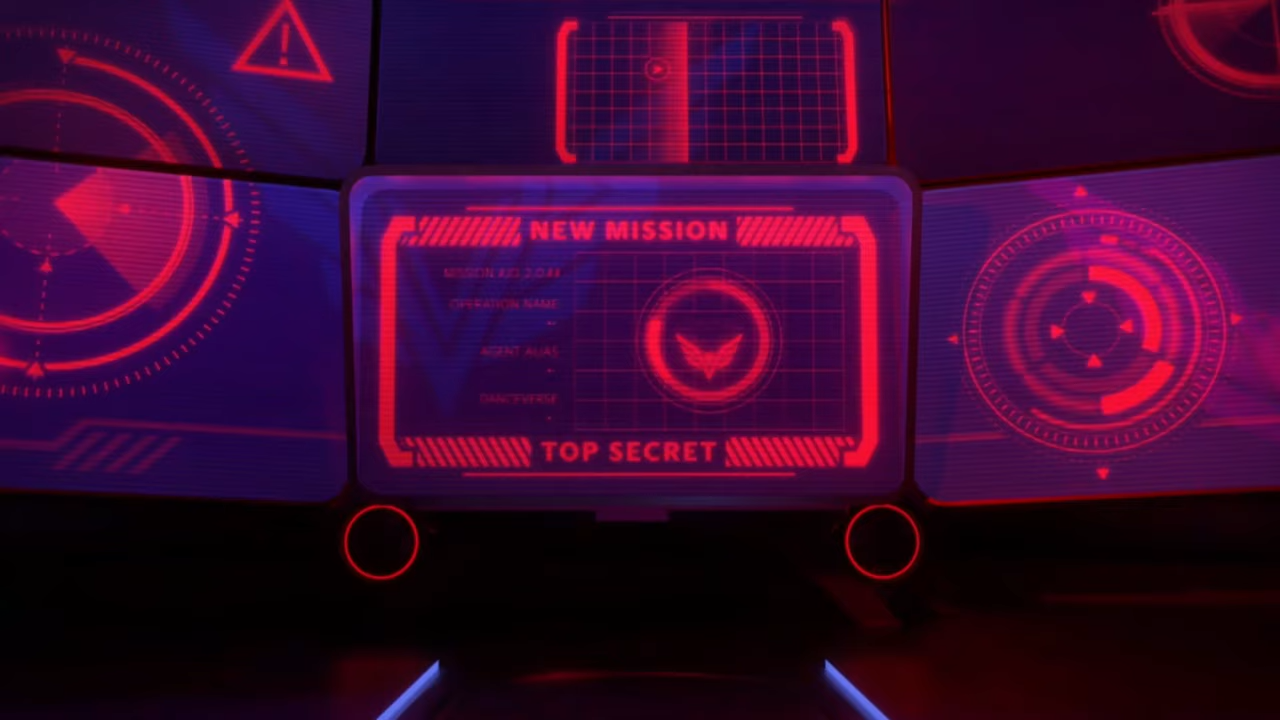 NEW MISSION
OPERATION NAME
AGENT ALIAS
DANCEVERSE
TOP SECRET